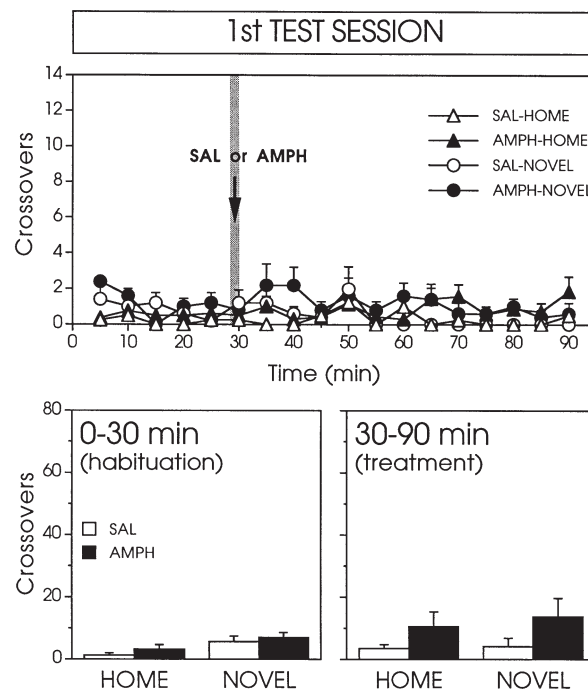 1st TEST SESSION
14
12
10
8
6
4
2
0
Crossovers
SAL or AMPH
SAL-HOME
AMPH-HOME
SAL-NOVEL
AMPH-NOVEL
0 10 20 30 40 50 60 70 80 90
Time (min)
80
60
40
20
0
Crossovers
0-30 min
(habituation)
SAL
AMPH
HOME NOVEL
30-90 min
(treatment)
HOME NOVEL